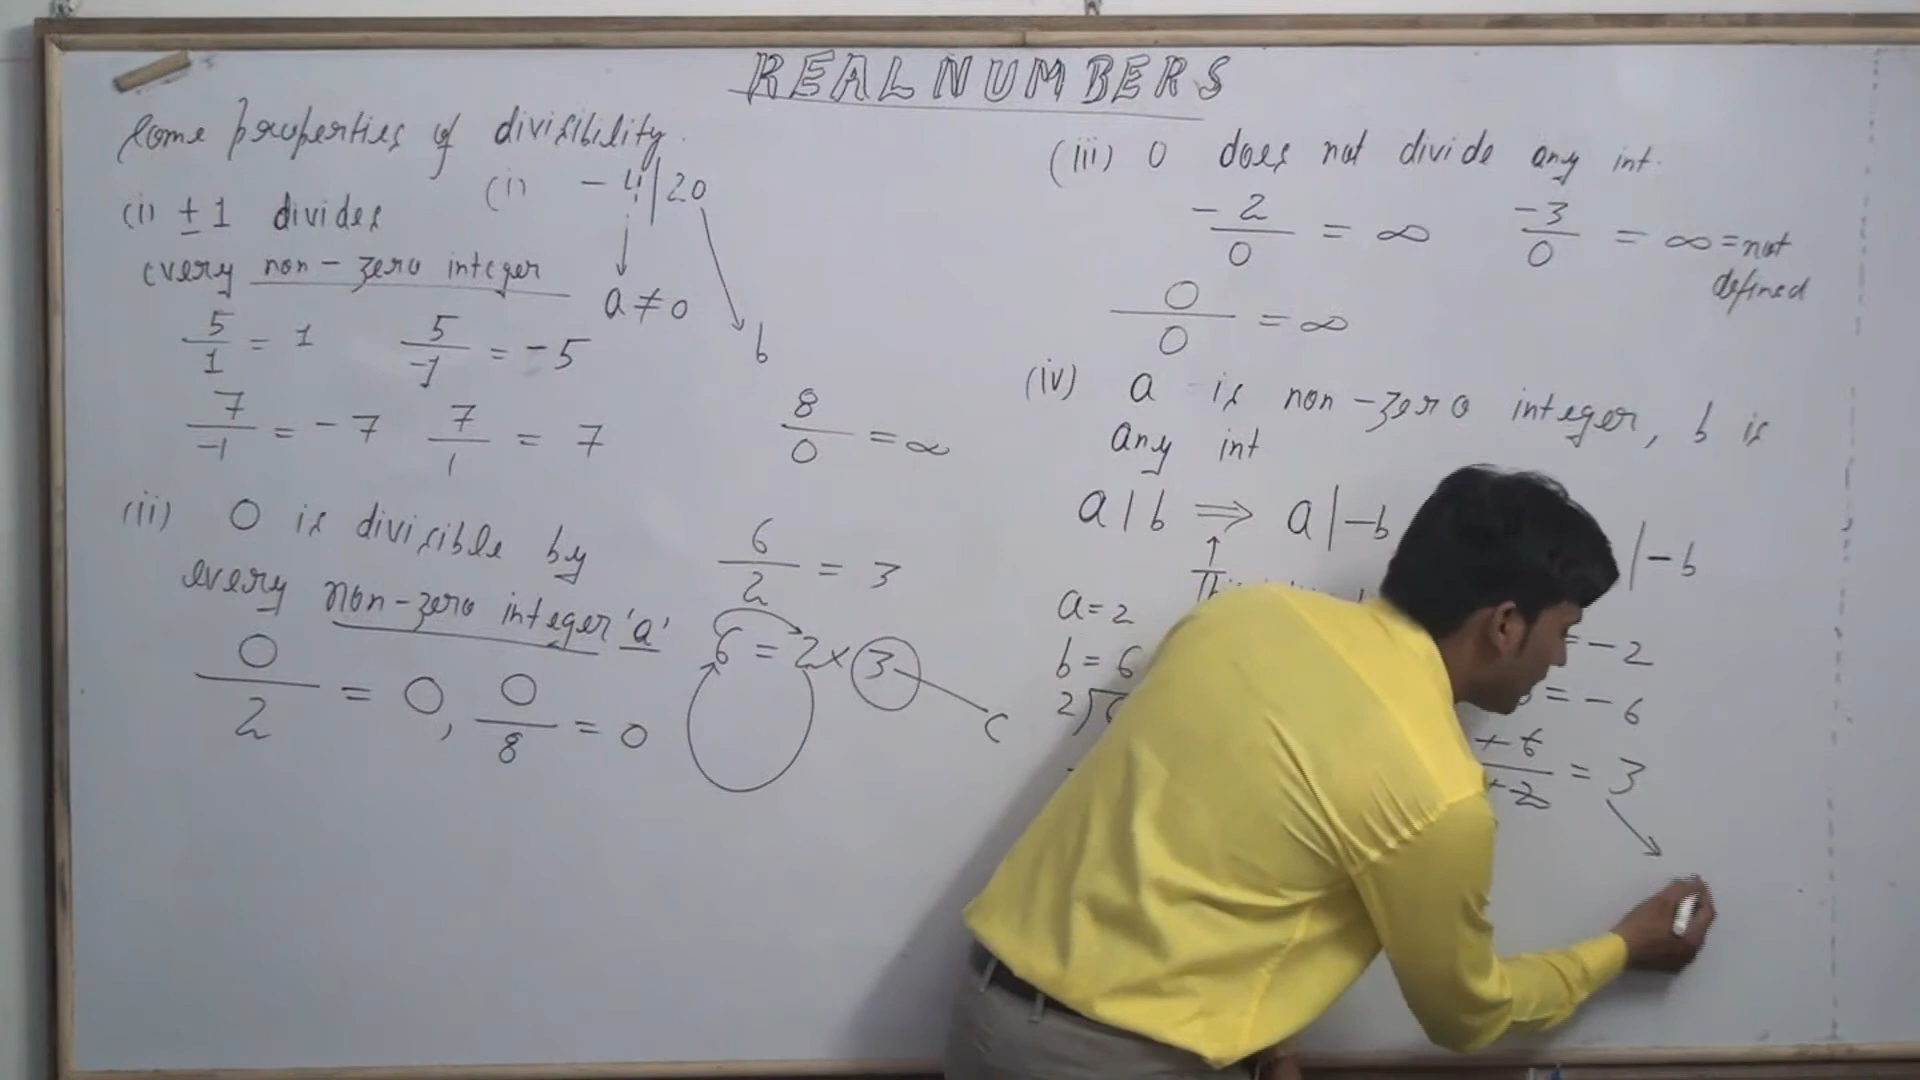 REAL NUMBERS
Some properties of divisibility.
(i) ±1 divides
every non-zero integer
5/1 = 1 5/-1 = -5
7/-1 = -7 7/1 = 7
(ii) 0 is divisible by
every non-zero integer 'a'
0/2 = 0, 0/8 = 0
(i) -4|20
a ≠ 0
b
8/0 = ∞
6/2 = 3
6 = 2 × 3
c
(iii) 0 does not divide any int.
-2/0 = ∞ -3/0 = ∞ = not
defined
0/0 = ∞
(iv) a is non-zero integer, b is
any int
a|b ⇒ a|-b |-b
a = 2
b = 6
2)
= -2
= -6
+6/+2 = 3